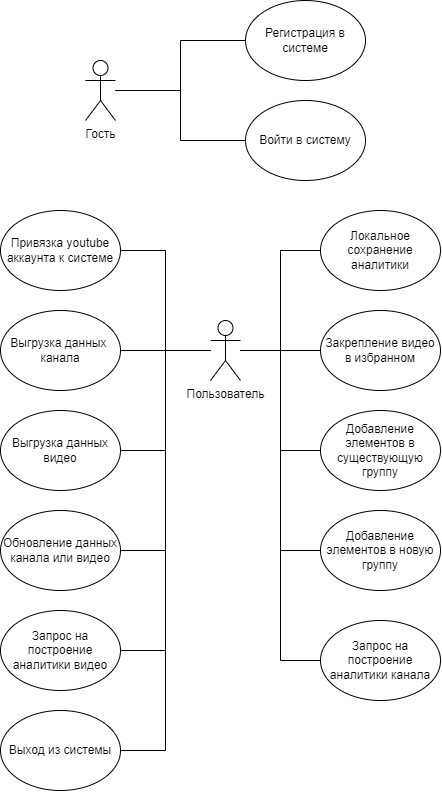 Регистрация в
системе
Гость
Войти в систему
Привязка youtube
аккаунта к системе
Локальное
сохранение
аналитики
Выгрузка данных
канала
Пользователь
Закрепление видео
в избранном
Выгрузка данных
видео
Добавление
элементов в
существующую
группу
Обновление данных
канала или видео
Добавление
элементов в новую
группу
Запрос на
построение
аналитики видео
Запрос на
построение
аналитики канала
Выход из системы